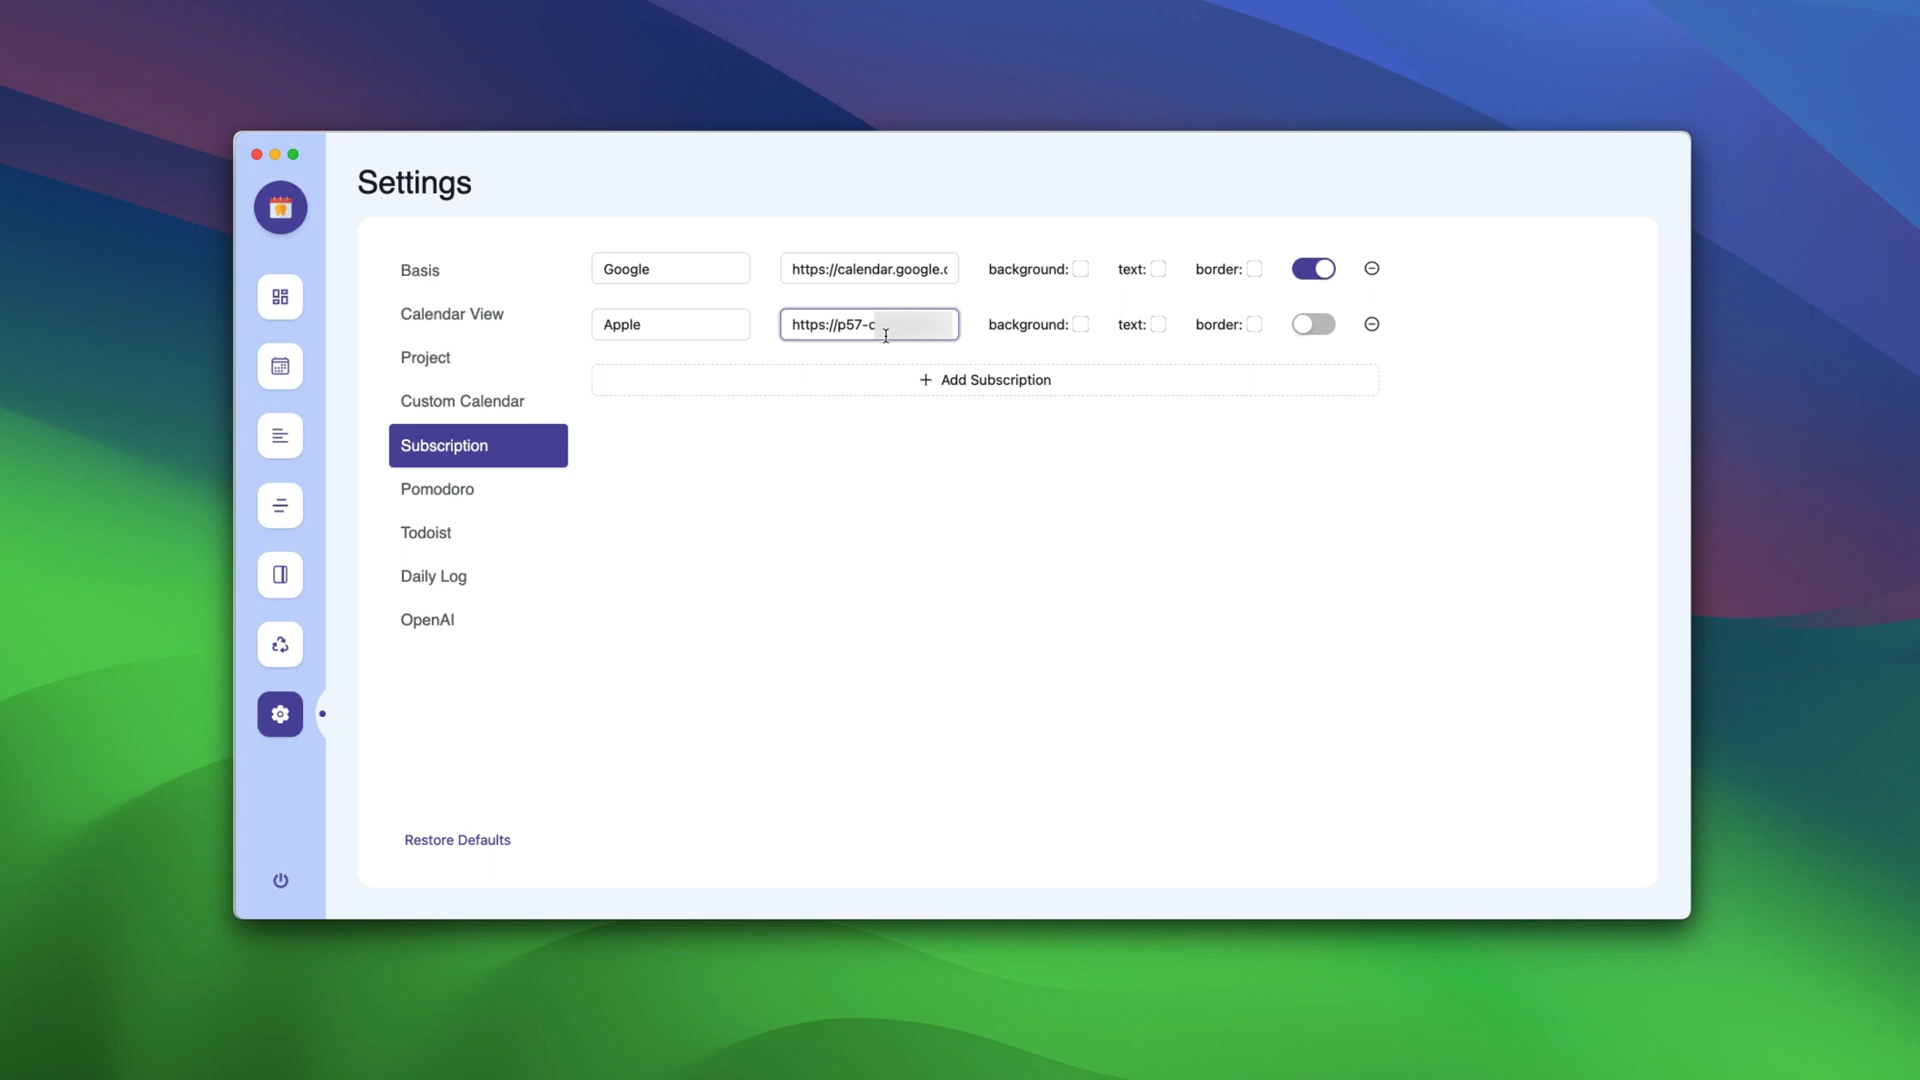 Settings
Basis
Calendar View
Project
Custom Calendar
Subscription
Pomodoro
Todoist
Daily Log
OpenAI
Restore Defaults
Google https://calendar.google.c background: text: border:
Apple https://p57-c background: text: border:
+ Add Subscription